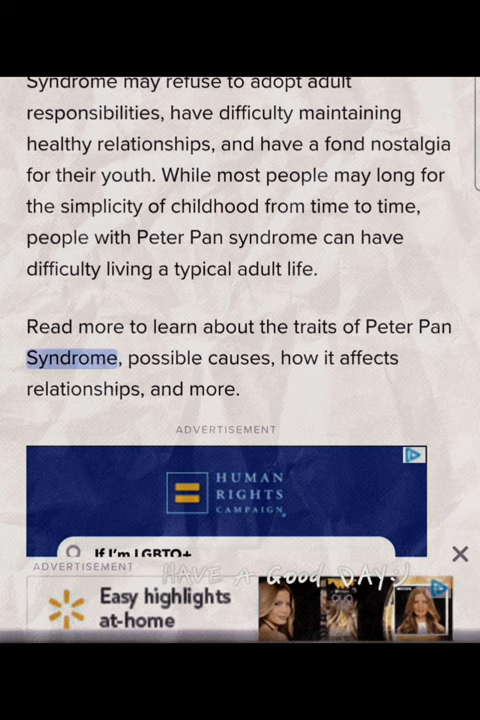 Syndrome may refuse to adopt adult
responsibilities, have difficulty maintaining
healthy relationships, and have a fond nostalgia
for their youth. While most people may long for
the simplicity of childhood from time to time,
people with Peter Pan syndrome can have
difficulty living a typical adult life.
Read more to learn about the traits of Peter Pan
Syndrome, possible causes, how it affects
relationships, and more.
ADVERTISEMENT
HUMAN
RIGHTS
CAMPAIGN
If I'm LGBTQ+
ADVERTISEMENT
HAVE A Good DAY:)
Easy highlights
at-home